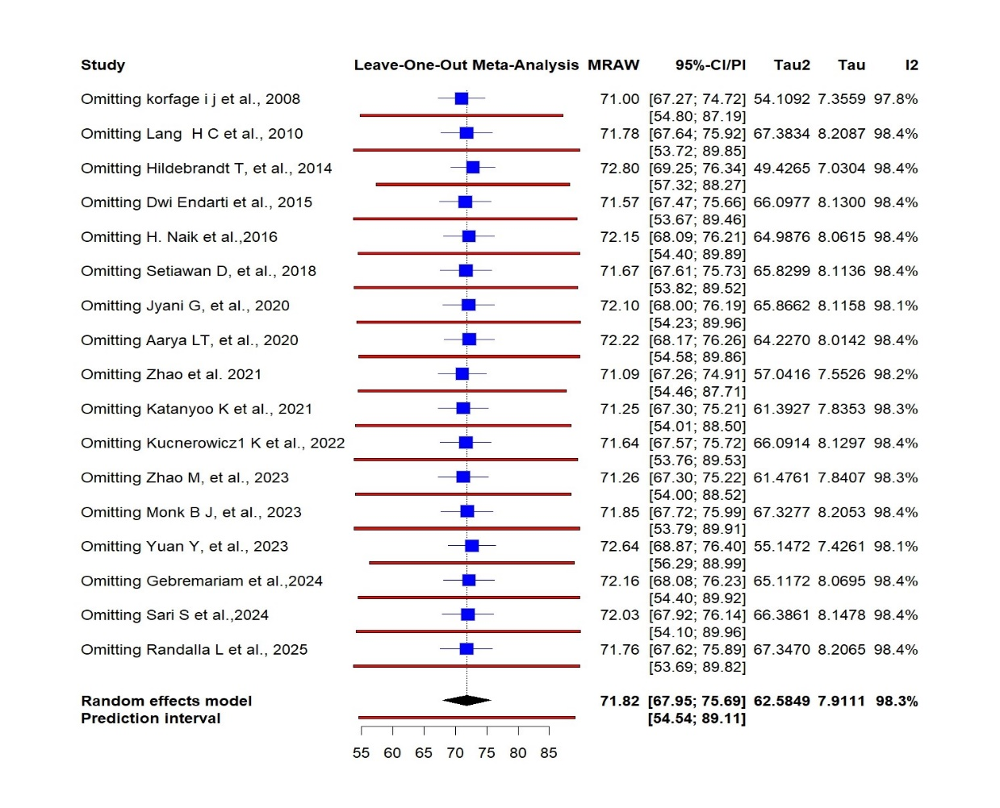 Study Leave-One-Out Meta-Analysis MRAW 95%-CI/PI Tau2 Tau I2
Omitting korfage i j et al., 2008 71.00 [67.27; 74.72] 54.1092 7.3559 97.8%
[54.80; 87.19]
Omitting Lang H C et al., 2010 71.78 [67.64; 75.92] 67.3834 8.2087 98.4%
[53.72; 89.85]
Omitting Hildebrandt T, et al., 2014 72.80 [69.25; 76.34] 49.4265 7.0304 98.4%
[57.32; 88.27]
Omitting Dwi Endarti et al., 2015 71.57 [67.47; 75.66] 66.0977 8.1300 98.4%
[53.67; 89.46]
Omitting H. Naik et al.,2016 72.15 [68.09; 76.21] 64.9876 8.0615 98.4%
[54.40; 89.89]
Omitting Setiawan D, et al., 2018 71.67 [67.61; 75.73] 65.8299 8.1136 98.4%
[53.82; 89.52]
Omitting Jyani G, et al., 2020 72.10 [68.00; 76.19] 65.8662 8.1158 98.1%
[54.23; 89.96]
Omitting Aarya LT, et al., 2020 72.22 [68.17; 76.26] 64.2270 8.0142 98.4%
[54.58; 89.86]
Omitting Zhao et al. 2021 71.09 [67.26; 74.91] 57.0416 7.5526 98.2%
[54.46; 87.71]
Omitting Katanyoo K et al., 2021 71.25 [67.30; 75.21] 61.3927 7.8353 98.3%
[54.01; 88.50]
Omitting Kucnerowicz1 K et al., 2022 71.64 [67.57; 75.72] 66.0914 8.1297 98.4%
[53.76; 89.53]
Omitting Zhao M, et al., 2023 71.26 [67.30; 75.22] 61.4761 7.8407 98.3%
[54.00; 88.52]
Omitting Monk B J, et al., 2023 71.85 [67.72; 75.99] 67.3277 8.2053 98.4%
[53.79; 89.91]
Omitting Yuan Y, et al., 2023 72.64 [68.87; 76.40] 55.1472 7.4261 98.1%
[56.29; 88.99]
Omitting Gebremariam et al.,2024 72.16 [68.08; 76.23] 65.1172 8.0695 98.4%
[54.40; 89.92]
Omitting Sari S et al.,2024 72.03 [67.92; 76.14] 66.3861 8.1478 98.4%
[54.10; 89.96]
Omitting Randalla L et al., 2025 71.76 [67.62; 75.89] 67.3470 8.2065 98.4%
[53.69; 89.82]
Random effects model 71.82 [67.95; 75.69] 62.5849 7.9111 98.3%
Prediction interval [54.54; 89.11]
55 60 65 70 75 80 85